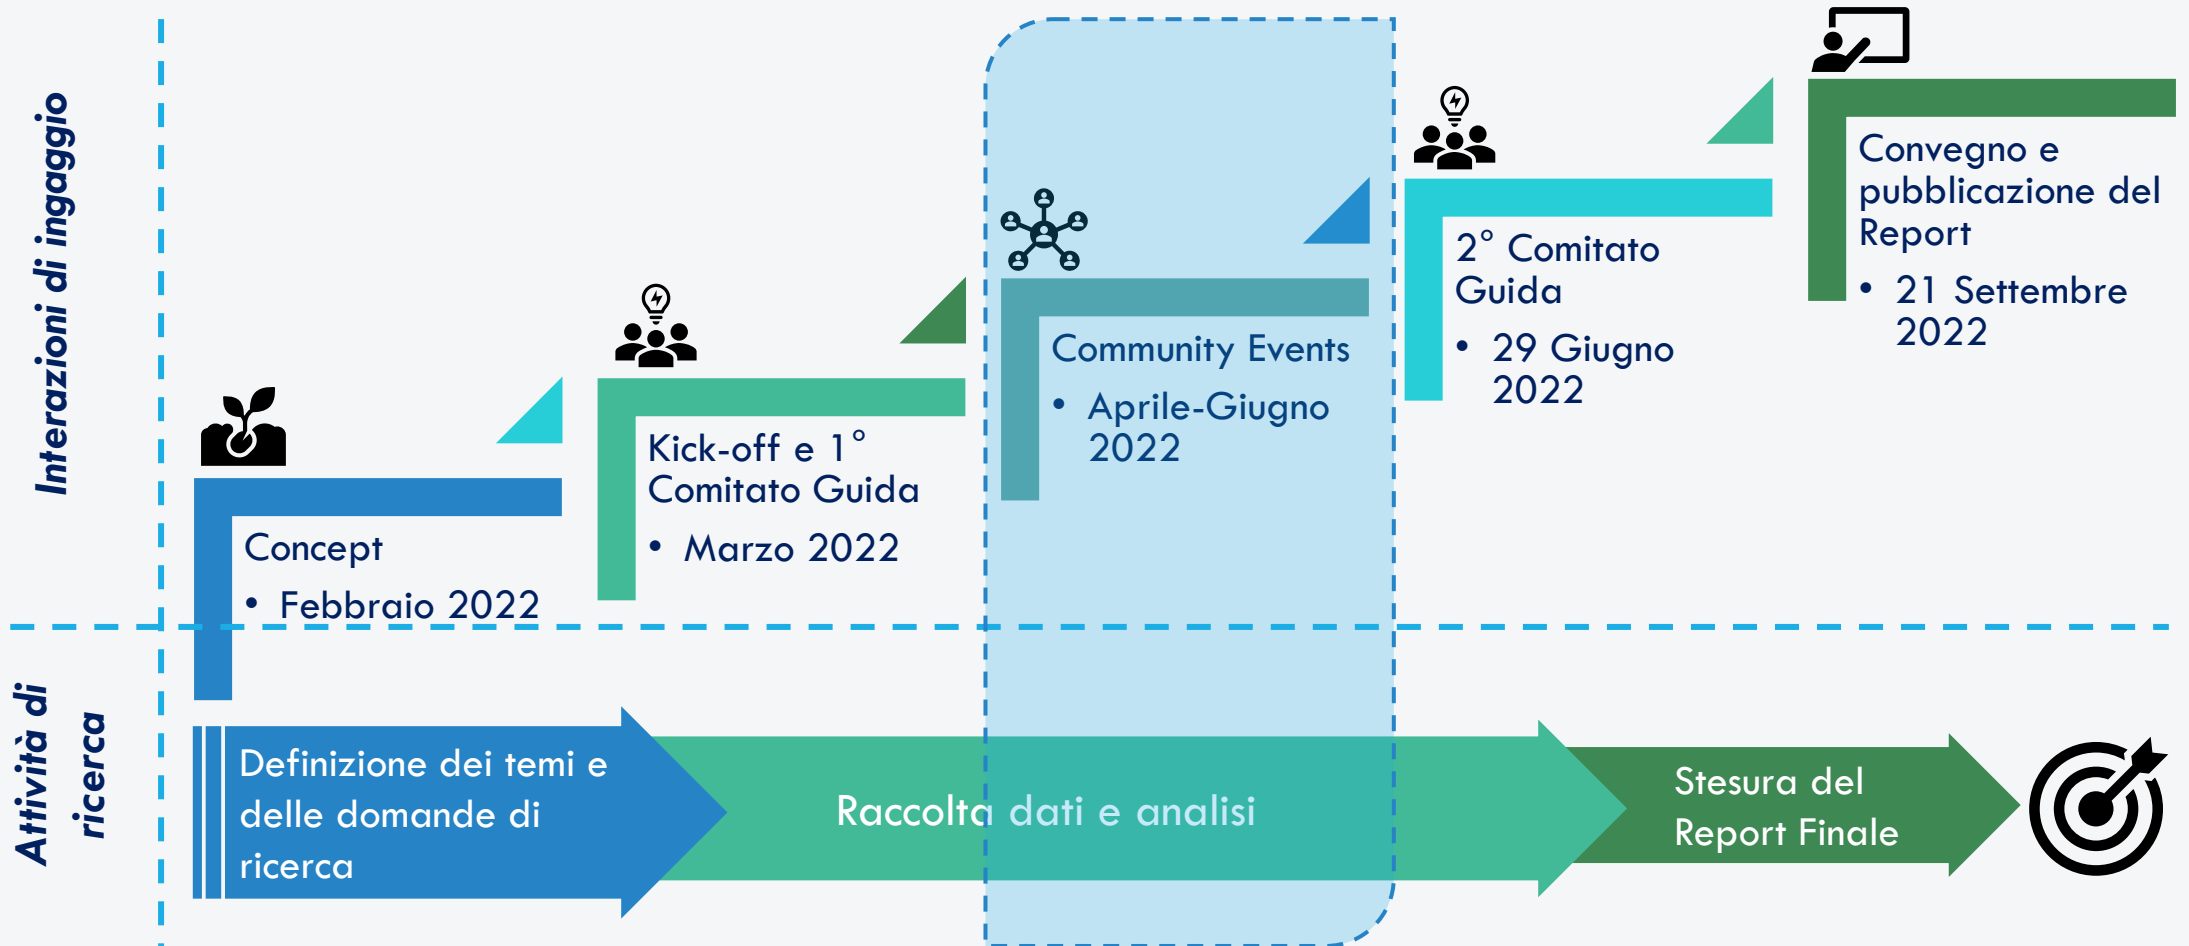 Interazioni di ingaggio
Concept
• Febbraio 2022
Kick-off e 1°
Comitato Guida
• Marzo 2022
Community Events
• Aprile-Giugno
2022
2° Comitato
Guida
• 29 Giugno
2022
Convegno e
pubblicazione del
Report
• 21 Settembre
2022
Attività di
ricerca
Definizione dei temi e
delle domande di
ricerca
Raccolta dati e analisi
Stesura del
Report Finale